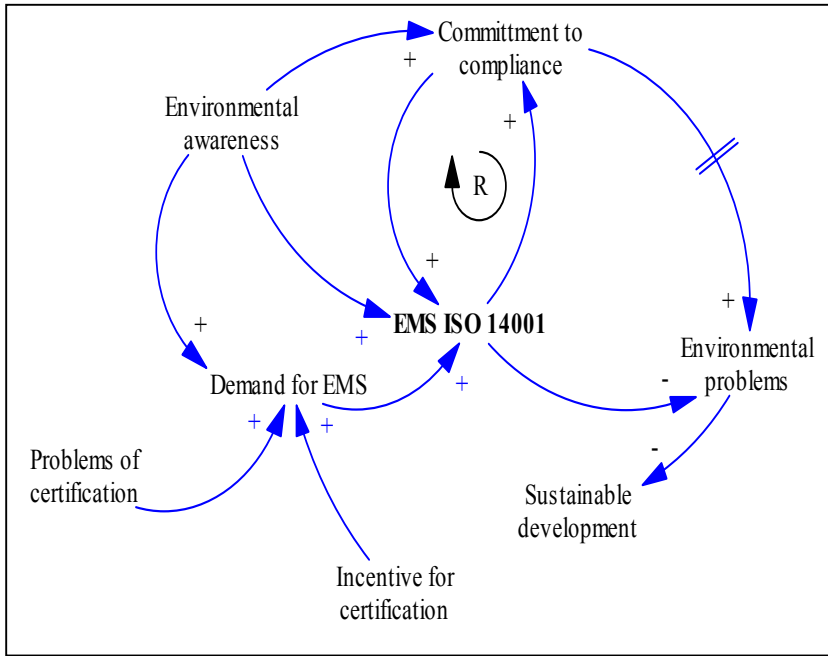 Committment to
compliance
+
Environmental
awareness
+
R
+
+
EMS ISO 14001
+
+
Environmental
problems
+
Demand for EMS
+
-
+
+
-
Problems of
certification
Sustainable
development
Incentive for
certification